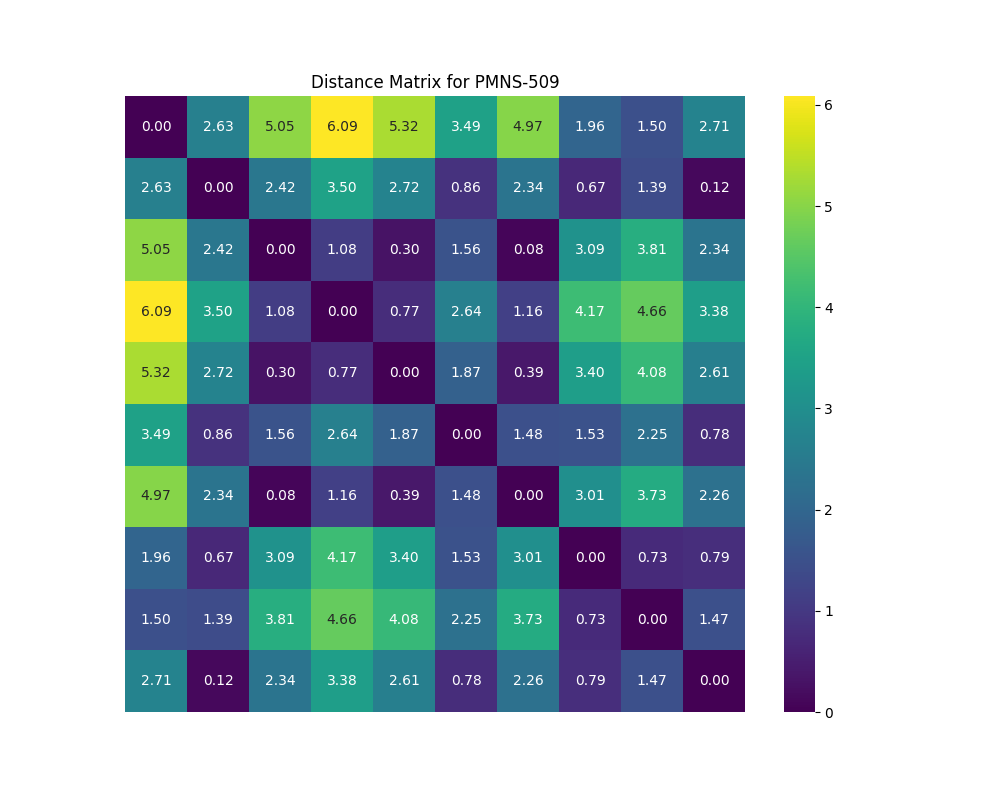 Distance Matrix for PMNS-509
0.00 2.63 5.05 6.09 5.32 3.49 4.97 1.96 1.50 2.71
2.63 0.00 2.42 3.50 2.72 0.86 2.34 0.67 1.39 0.12
5.05 2.42 0.00 1.08 0.30 1.56 0.08 3.09 3.81 2.34
6.09 3.50 1.08 0.00 0.77 2.64 1.16 4.17 4.66 3.38
5.32 2.72 0.30 0.77 0.00 1.87 0.39 3.40 4.08 2.61
3.49 0.86 1.56 2.64 1.87 0.00 1.48 1.53 2.25 0.78
4.97 2.34 0.08 1.16 0.39 1.48 0.00 3.01 3.73 2.26
1.96 0.67 3.09 4.17 3.40 1.53 3.01 0.00 0.73 0.79
1.50 1.39 3.81 4.66 4.08 2.25 3.73 0.73 0.00 1.47
2.71 0.12 2.34 3.38 2.61 0.78 2.26 0.79 1.47 0.00
6
5
4
3
2
1
0